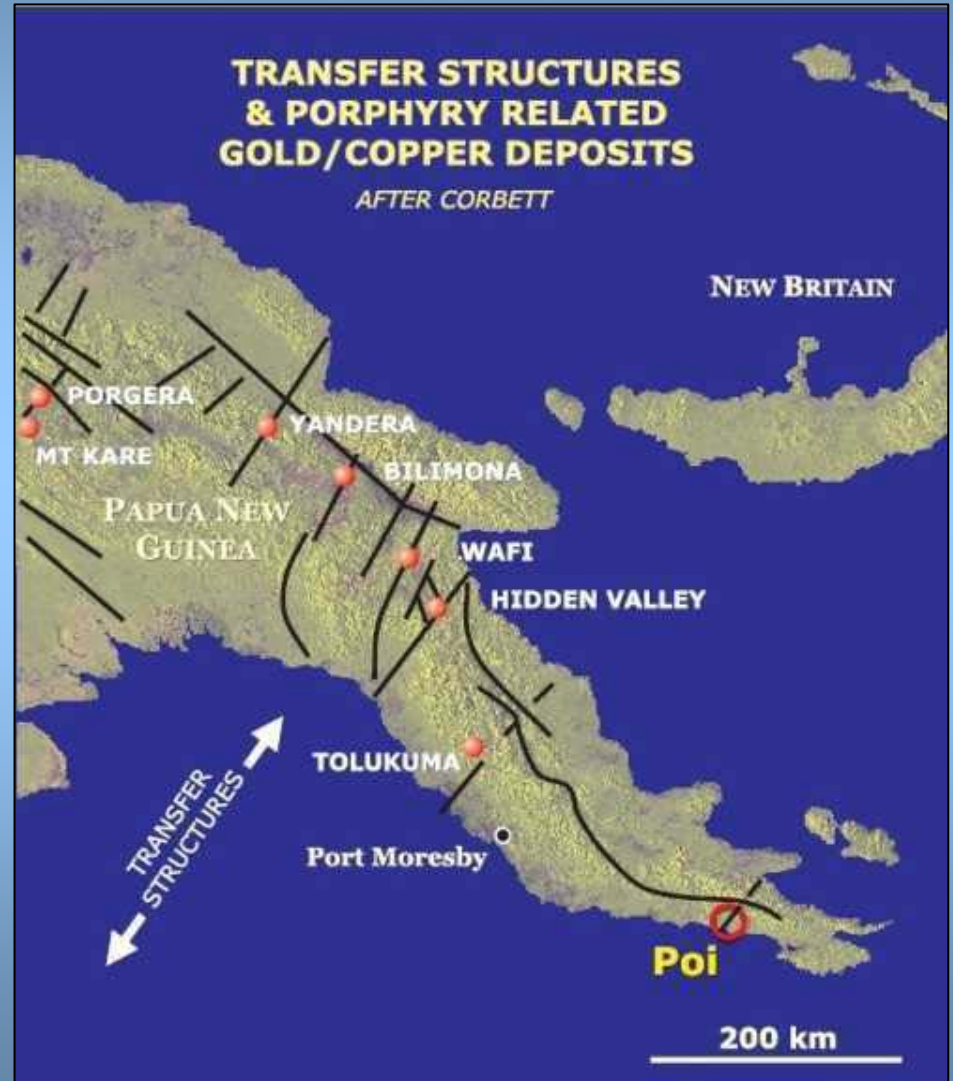 TRANSFER STRUCTURES
& PORPHYRY RELATED
GOLD/COPPER DEPOSITS
AFTER CORBETT
NEW BRITAIN
PORGERA
YANDERA
MT KARE
BILIMONA
PAPUA NEW
GUINEA
WAFI
HIDDEN VALLEY
TOLUKUMA
TRANSFER
STRUCTURES
Port Moresby
Poi
200 km